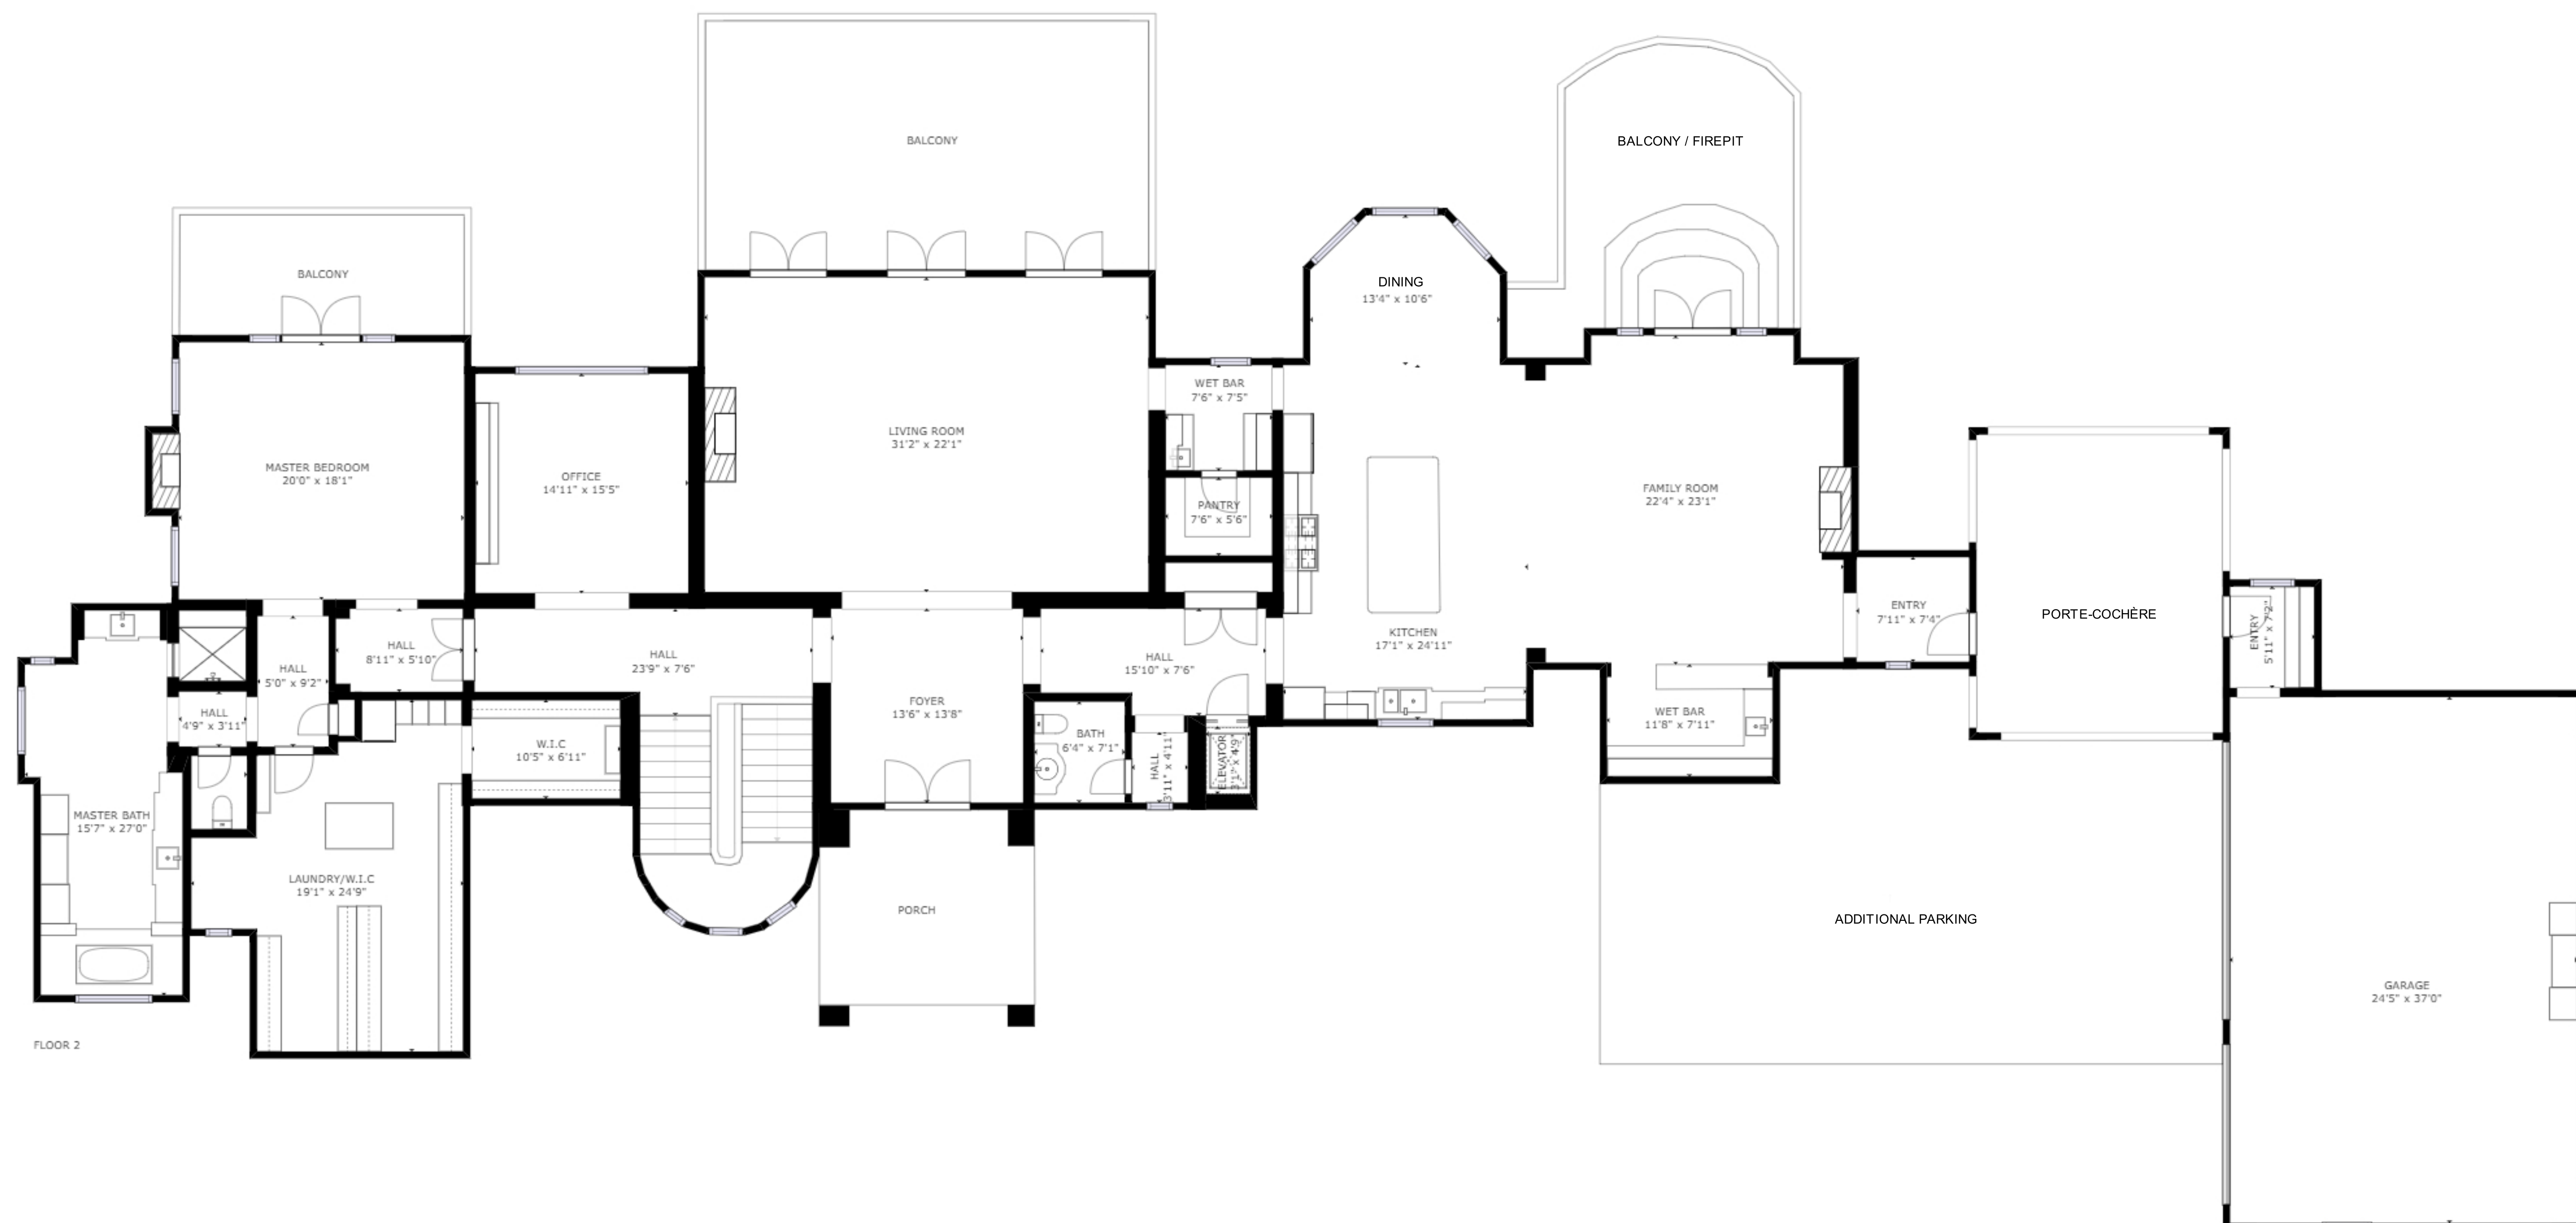 BALCONY
BALCONY / FIREPIT
BALCONY
DINING
13'4" x 10'6"
WET BAR
7'6" x 7'5"
LIVING ROOM
31'2" x 22'1"
MASTER BEDROOM
20'0" x 18'1"
OFFICE
14'11" x 15'5"
PANTRY
7'6" x 5'6"
FAMILY ROOM
22'4" x 23'1"
ENTRY
7'11" x 7'4"
PORTE-COCHÈRE
ENTRY
5'11" x 7'2"
KITCHEN
17'1" x 24'11"
HALL
8'11" x 5'10"
HALL
23'9" x 7'6"
HALL
15'10" x 7'6"
HALL
5'0" x 9'2"
FOYER
13'6" x 13'8"
HALL
4'9" x 3'11"
WET BAR
11'8" x 7'11"
BATH
6'4" x 7'1"
W.I.C
10'5" x 6'11"
HALL
3'11" x 4'11"
ELEVATOR
MASTER BATH
15'7" x 27'0"
LAUNDRY/W.I.C
19'1" x 24'9"
PORCH
ADDITIONAL PARKING
GARAGE
24'5" x 37'0"
FLOOR 2